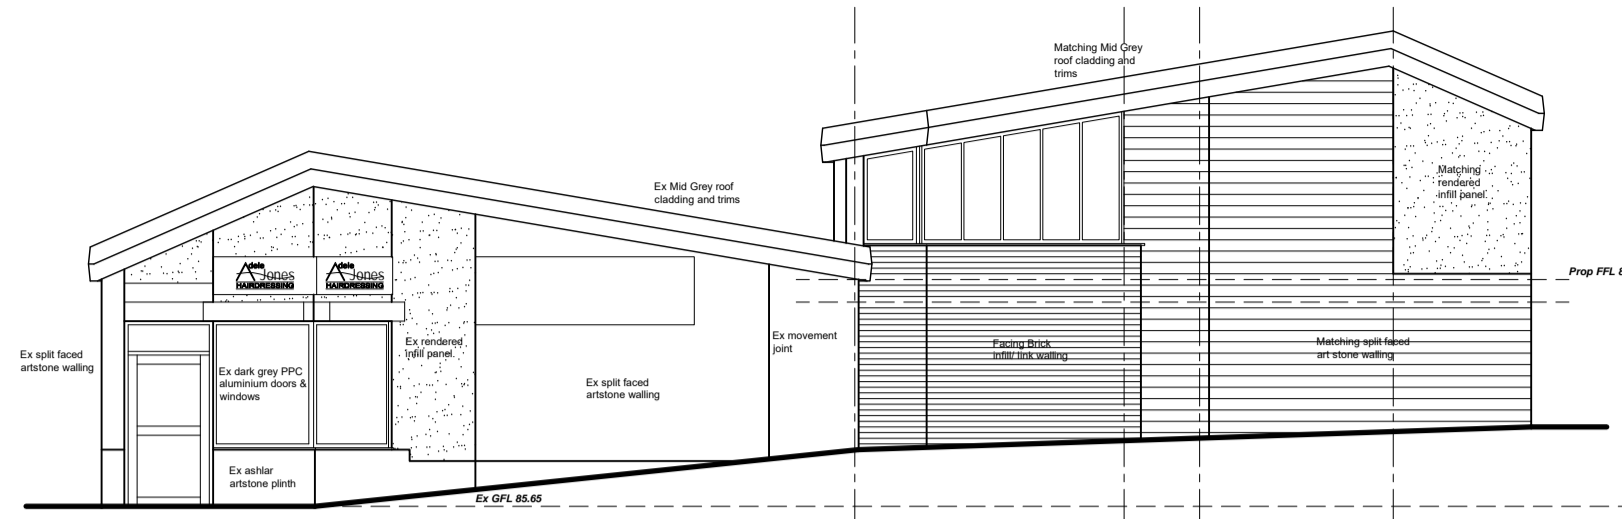 Matching Mid Grey
roof cladding and
trims
Ex Mid Grey roof
cladding and trims
Matching
rendered
infill panel
Prop FFL 8
Adele
Jones
HAIRDRESSING
Adele
Jones
HAIRDRESSING
Ex split faced
artstone walling
Ex dark grey PPC
aluminium doors &
windows
Ex rendered
infill panel
Ex split faced
artstone walling
Ex movement
joint
Facing Brick
infill/ link walling
Matching split faced
art stone walling
Ex ashlar
artstone plinth
Ex GFL 85.65